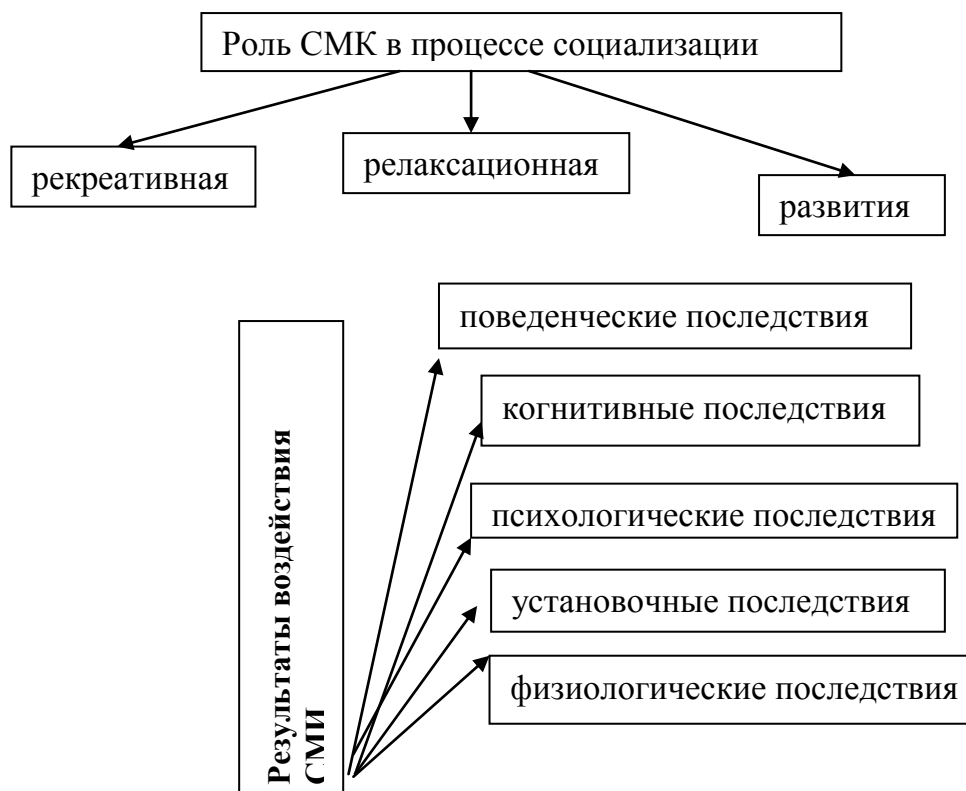 Роль СМК в процессе социализации
рекреативная
релаксационная
развития
Результаты воздействия
СМИ
поведенческие последствия
когнитивные последствия
психологические последствия
установочные последствия
физиологические последствия